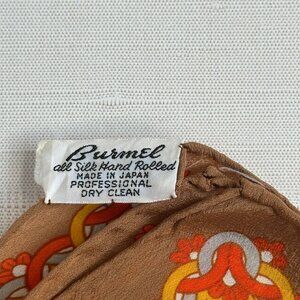 Burmel
all Silk Hand Rolled
MADE IN JAPAN
PROFESSIONAL
DRY CLEAN